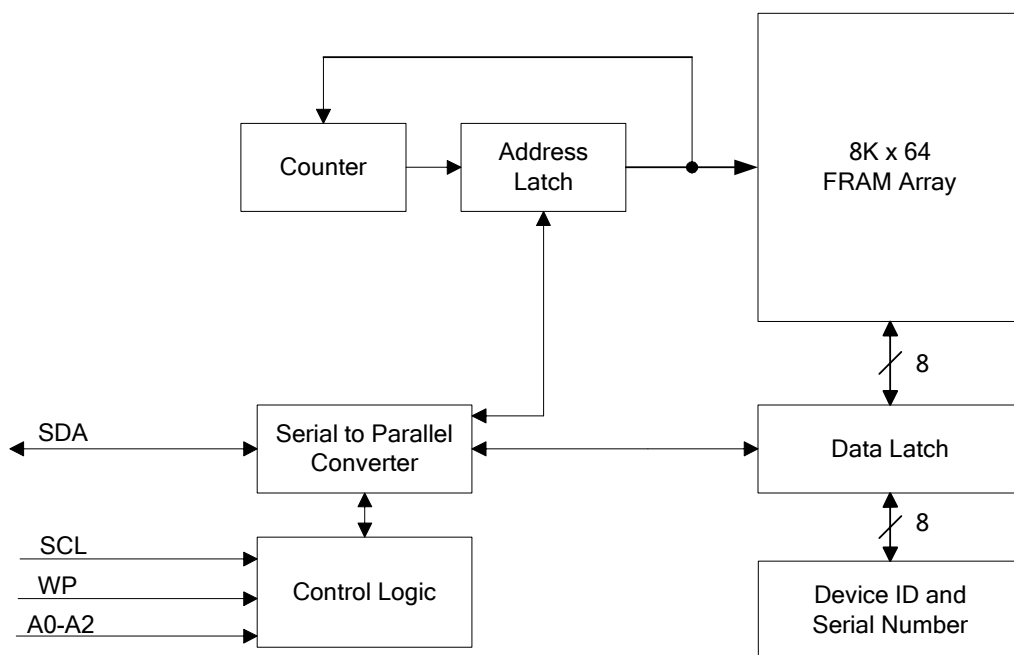 8K x 64
FRAM Array
Counter
Address
Latch
8
SDA
Serial to Parallel
Converter
Data Latch
8
SCL
WP
A0-A2
Control Logic
Device ID and
Serial Number